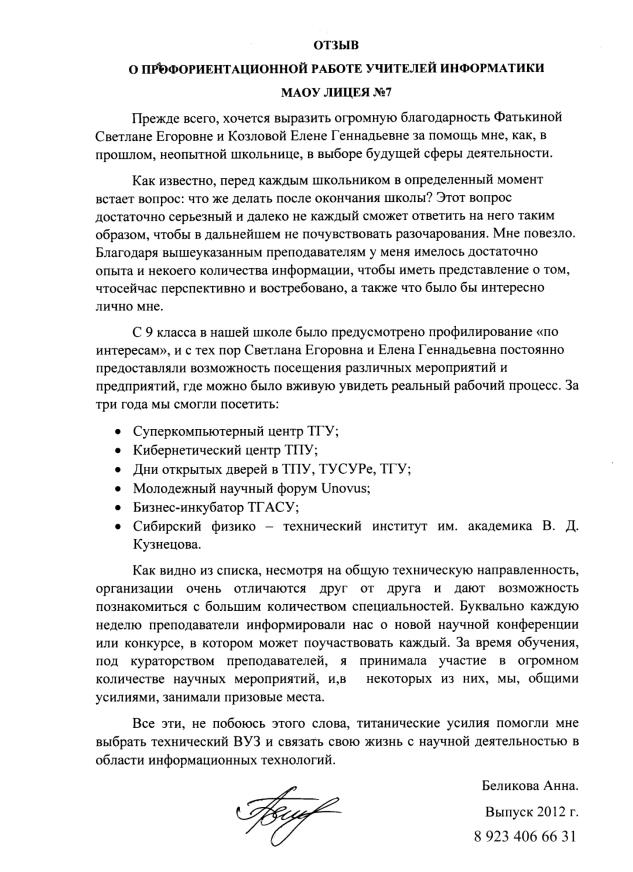 ОТЗЫВ
О ПРОФОРИЕНТАЦИОННОЙ РАБОТЕ УЧИТЕЛЕЙ ИНФОРМАТИКИ
МАОУ ЛИЦЕЯ №7
Прежде всего, хочется выразить огромную благодарность Фатькиной
Светлане Егоровне и Козловой Елене Геннадьевне за помощь мне, как, в
прошлом, неопытной школьнице, в выборе будущей сферы деятельности.
Как известно, перед каждым школьником в определенный момент
встает вопрос: что же делать после окончания школы? Этот вопрос
достаточно серьезный и далеко не каждый сможет ответить на него таким
образом, чтобы в дальнейшем не почувствовать разочарования. Мне повезло.
Благодаря вышеуказанным преподавателям у меня имелось достаточно
опыта и некоего количества информации, чтобы иметь представление о том,
чтосейчас перспективно и востребовано, а также что было бы интересно
лично мне.
С 9 класса в нашей школе было предусмотрено профилирование «по
интересам», и с тех пор Светлана Егоровна и Елена Геннадьевна постоянно
предоставляли возможность посещения различных мероприятий и
предприятий, где можно было вживую увидеть реальный рабочий процесс. За
три года мы смогли посетить:
• Суперкомпьютерный центр ТГУ;
• Кибернетический центр ТПУ;
• Дни открытых дверей в ТПУ, ТУСУРе, ТГУ;
• Молодежный научный форум Unovus;
• Бизнес-инкубатор ТГАСУ;
• Сибирский физико – технический институт им. академика В. Д.
Кузнецова.
Как видно из списка, несмотря на общую техническую направленность,
организации очень отличаются друг от друга и дают возможность
познакомиться с большим количеством специальностей. Буквально каждую
неделю преподаватели информировали нас о новой научной конференции
или конкурсе, в котором может поучаствовать каждый. За время обучения,
под кураторством преподавателей, я принимала участие в огромном
количестве научных мероприятий, и,в некоторых из них, мы, общими
усилиями, занимали призовые места.
Все эти, не побоюсь этого слова, титанические усилия помогли мне
выбрать технический ВУЗ и связать свою жизнь с научной деятельностью в
области информационных технологий.
Беликова Анна.
Выпуск 2012 г.
8 923 406 66 31